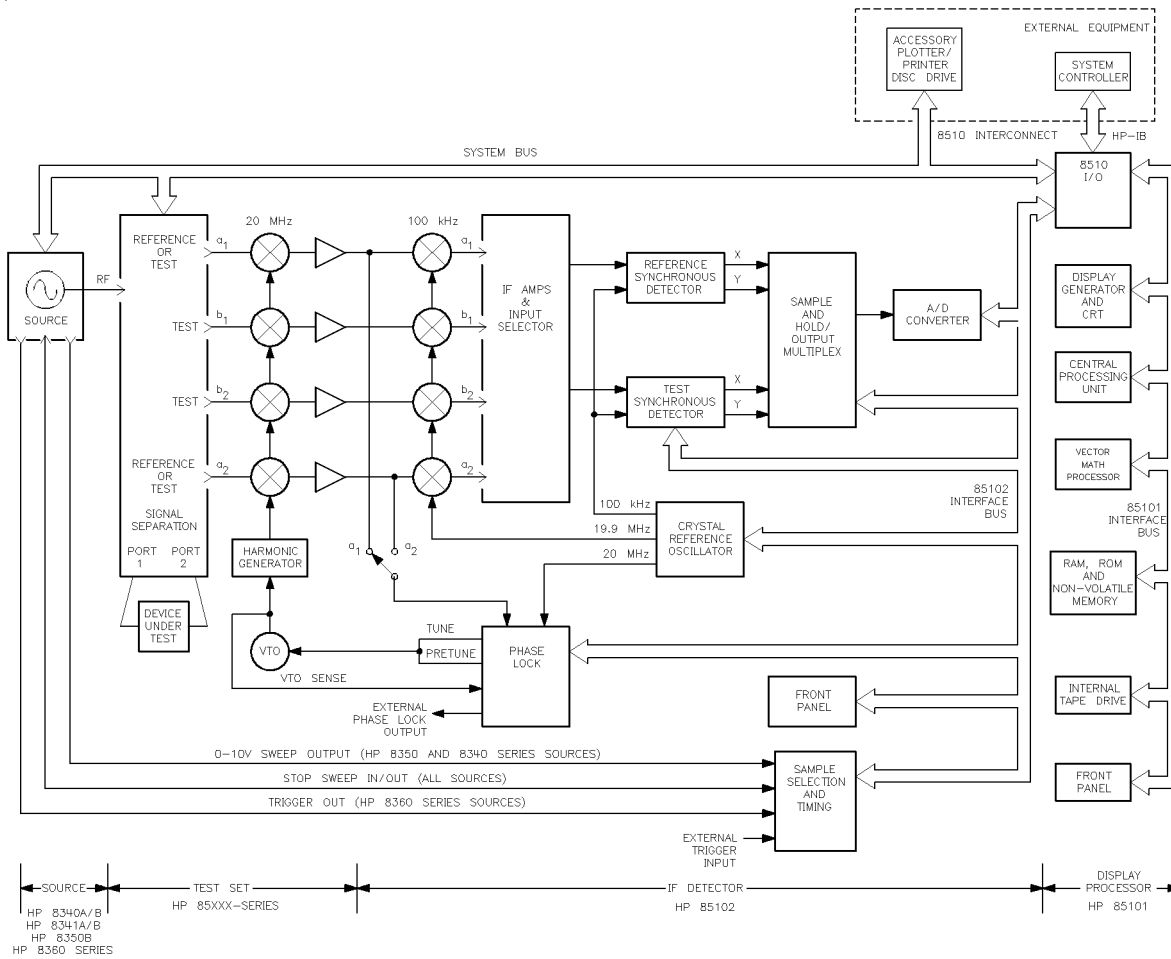 EXTERNAL EQUIPMENT
ACCESSORY
PLOTTER/
PRINTER
DISC DRIVE
SYSTEM
CONTROLLER
8510 INTERCONNECT
HP-IB
SYSTEM BUS
8510
I/O
REFERENCE
OR
TEST
a1
20 MHz
100 kHz
a1
RF
SOURCE
TEST
b1
b1
TEST
b2
b2
REFERENCE
OR
TEST
a2
a2
SIGNAL
SEPARATION
PORT
1
PORT
2
DEVICE
UNDER
TEST
IF AMPS
&
INPUT
SELECTOR
REFERENCE
SYNCHRONOUS
DETECTOR
X
Y
TEST
SYNCHRONOUS
DETECTOR
X
Y
SAMPLE
AND
HOLD/
OUTPUT
MULTIPLEX
A/D
CONVERTER
DISPLAY
GENERATOR
AND
CRT
CENTRAL
PROCESSING
UNIT
VECTOR
MATH
PROCESSOR
85102
INTERFACE
BUS
85101
INTERFACE
BUS
100 kHz
19.9 MHz
20 MHz
CRYSTAL
REFERENCE
OSCILLATOR
HARMONIC
GENERATOR
a1
a2
RAM, ROM
AND
NON-VOLATILE
MEMORY
VTO
TUNE
PRETUNE
PHASE
LOCK
VTO SENSE
EXTERNAL
PHASE LOCK
OUTPUT
FRONT
PANEL
INTERNAL
TAPE DRIVE
0-10V SWEEP OUTPUT (HP 8350 AND 8340 SERIES SOURCES)
STOP SWEEP IN/OUT (ALL SOURCES)
TRIGGER OUT (HP 8360 SERIES SOURCES)
SAMPLE
SELECTION
AND
TIMING
FRONT
PANEL
EXTERNAL
TRIGGER
INPUT
SOURCE
HP 8340A/B
HP 8341A/B
HP 8350B
HP 8360 SERIES
TEST SET
HP 85XXX-SERIES
IF DETECTOR
HP 85102
DISPLAY
PROCESSOR
HP 85101